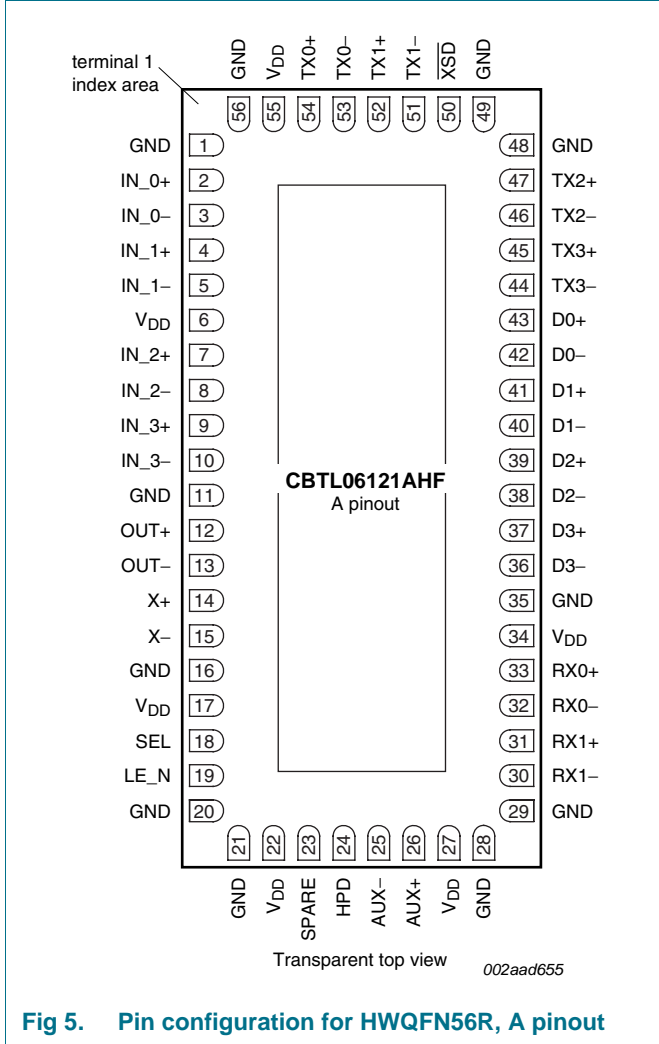 terminal 1
index area
GND
VDD
TX0+
TX0−
TX1+
TX1−
XSD
GND
56
55
54
53
52
51
50
49
GND 1 48 GND
IN_0+ 2 47 TX2+
IN_0− 3 46 TX2−
IN_1+ 4 45 TX3+
IN_1− 5 44 TX3−
VDD 6 43 D0+
IN_2+ 7 42 D0−
IN_2− 8 41 D1+
IN_3+ 9 40 D1−
IN_3− 10 39 D2+
CBTL06121AHF
A pinout
GND 11 38 D2−
OUT+ 12 37 D3+
OUT− 13 36 D3−
X+ 14 35 GND
X− 15 34 VDD
GND 16 33 RX0+
VDD 17 32 RX0−
SEL 18 31 RX1+
LE_N 19 30 RX1−
GND 20 29 GND
21
22
23
24
25
26
27
28
GND
VDD
SPARE
HPD
AUX−
AUX+
VDD
GND
Transparent top view
002aad655
Fig 5. Pin configuration for HWQFN56R, A pinout